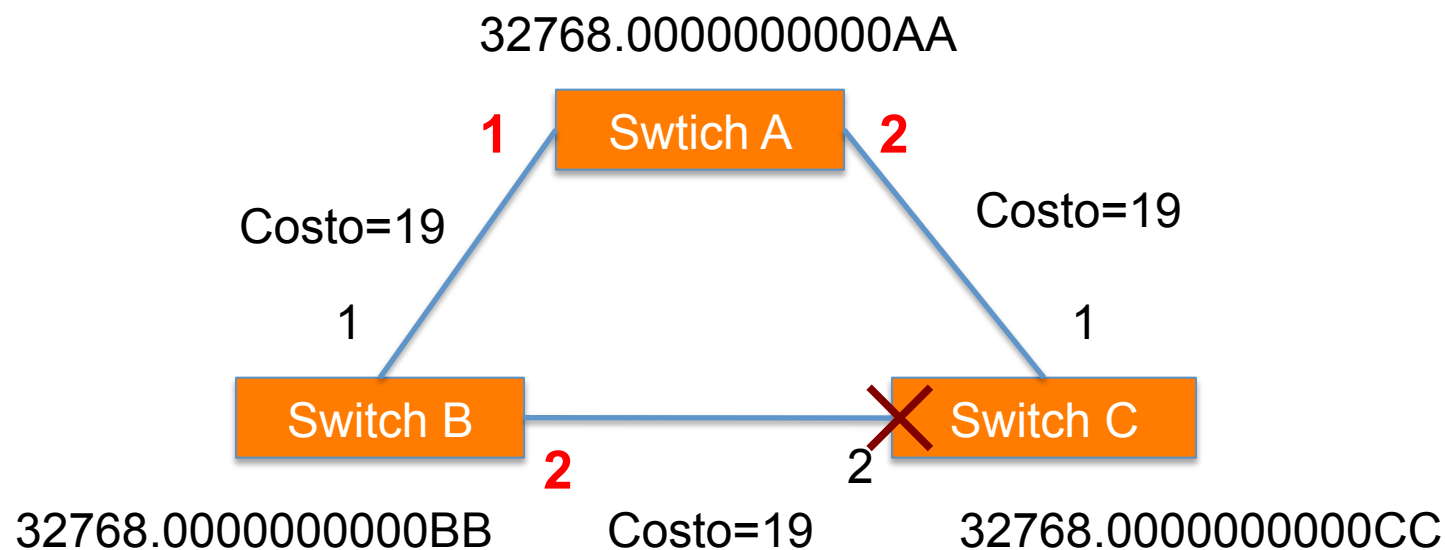 32768.0000000000AA
1 Swtich A 2
Costo=19 Costo=19
1 1
Switch B Switch C
2 2
32768.0000000000BB Costo=19 32768.0000000000CC